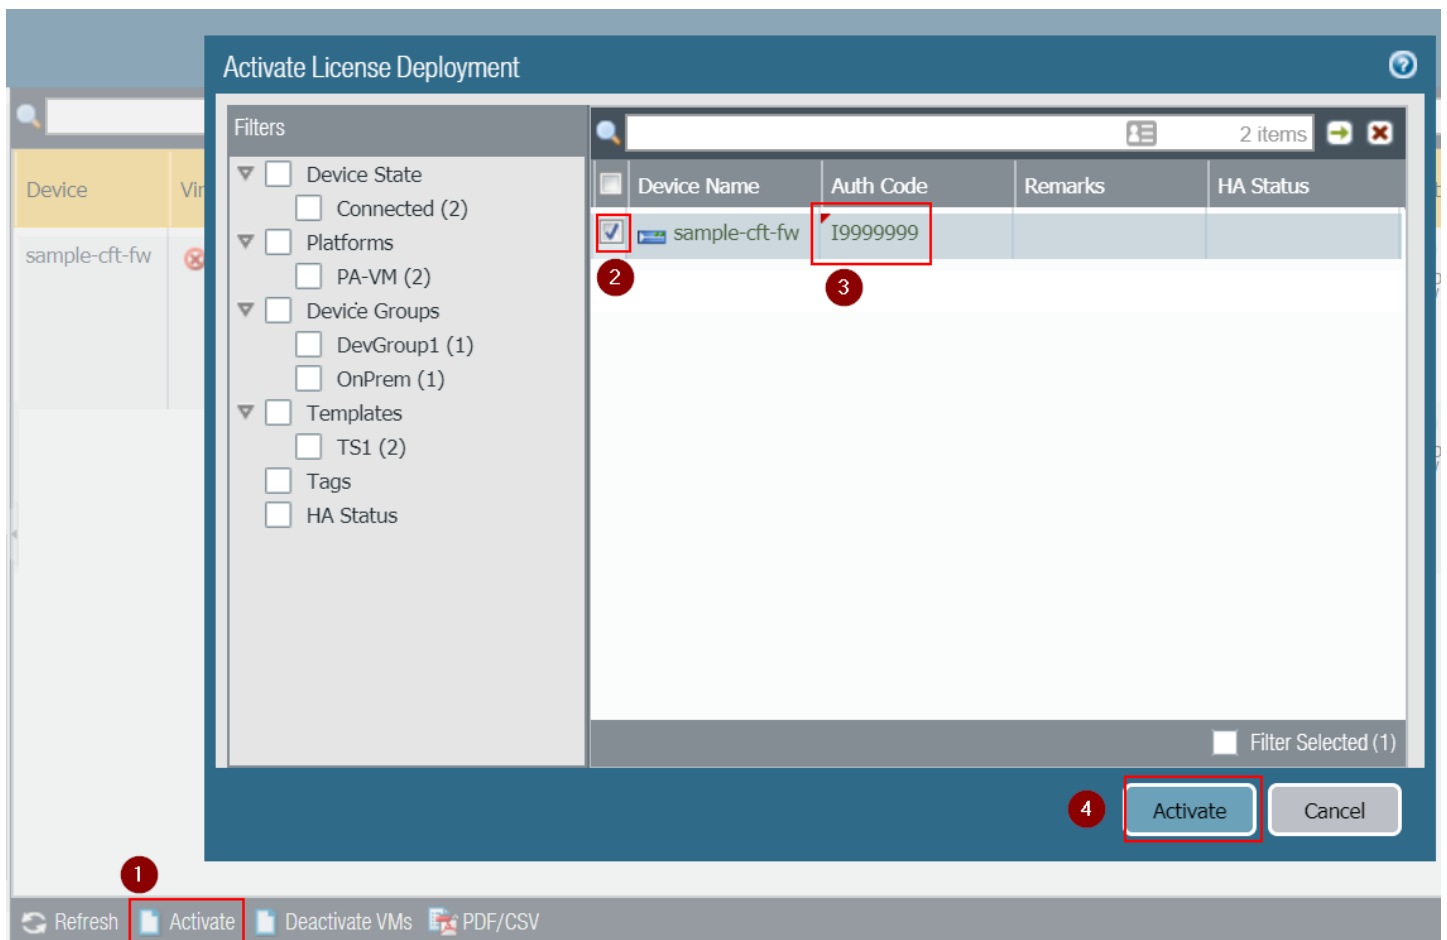 Activate License Deployment
Filters
2 items
Device
Vir
Device State
Connected (2)
Platforms
PA-VM (2)
Device Groups
DevGroup1 (1)
OnPrem (1)
Templates
TS1 (2)
Tags
HA Status
Device Name Auth Code Remarks HA Status
sample-cft-fw I9999999
2
3
sample-cft-fw
Filter Selected (1)
4
Activate
Cancel
1
Refresh Activate Deactivate VMs PDF/CSV